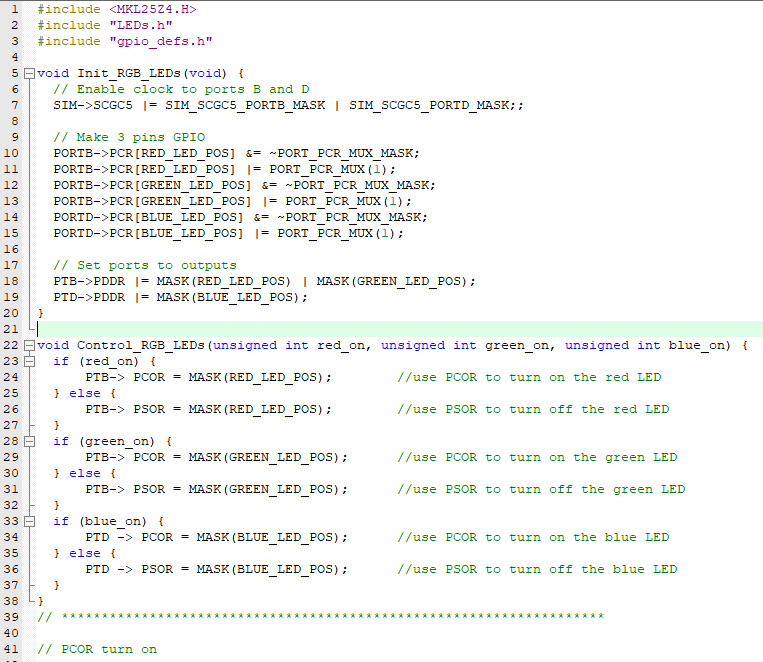 1 #include <MKL25Z4.H>
2 #include "LEDs.h"
3 #include "gpio_defs.h"
4
5 void Init_RGB_LEDs(void) {
6   // Enable clock to ports B and D
7   SIM->SCGC5 |= SIM_SCGC5_PORTB_MASK | SIM_SCGC5_PORTD_MASK;;
8
9   // Make 3 pins GPIO
10   PORTB->PCR[RED_LED_POS] &= ~PORT_PCR_MUX_MASK;
11   PORTB->PCR[RED_LED_POS] |= PORT_PCR_MUX(1);
12   PORTB->PCR[GREEN_LED_POS] &= ~PORT_PCR_MUX_MASK;
13   PORTB->PCR[GREEN_LED_POS] |= PORT_PCR_MUX(1);
14   PORTD->PCR[BLUE_LED_POS] &= ~PORT_PCR_MUX_MASK;
15   PORTD->PCR[BLUE_LED_POS] |= PORT_PCR_MUX(1);
16
17   // Set ports to outputs
18   PTB->PDDR |= MASK(RED_LED_POS) | MASK(GREEN_LED_POS);
19   PTD->PDDR |= MASK(BLUE_LED_POS);
20 }
21
22 void Control_RGB_LEDs(unsigned int red_on, unsigned int green_on, unsigned int blue_on) {
23   if (red_on) {
24       PTB-> PCOR = MASK(RED_LED_POS);        //use PCOR to turn on the red LED
25   } else {
26       PTB-> PSOR = MASK(RED_LED_POS);        //use PSOR to turn off the red LED
27   }
28   if (green_on) {
29       PTB-> PCOR = MASK(GREEN_LED_POS);      //use PCOR to turn on the green LED
30   } else {
31       PTB-> PSOR = MASK(GREEN_LED_POS);      //use PSOR to turn off the green LED
32   }
33   if (blue_on) {
34       PTD -> PCOR = MASK(BLUE_LED_POS);      //use PCOR to turn on the blue LED
35   } else {
36       PTD -> PSOR = MASK(BLUE_LED_POS);      //use PSOR to turn off the blue LED
37   }
38 }
39 // ********************************************************************
40
41 // PCOR turn on